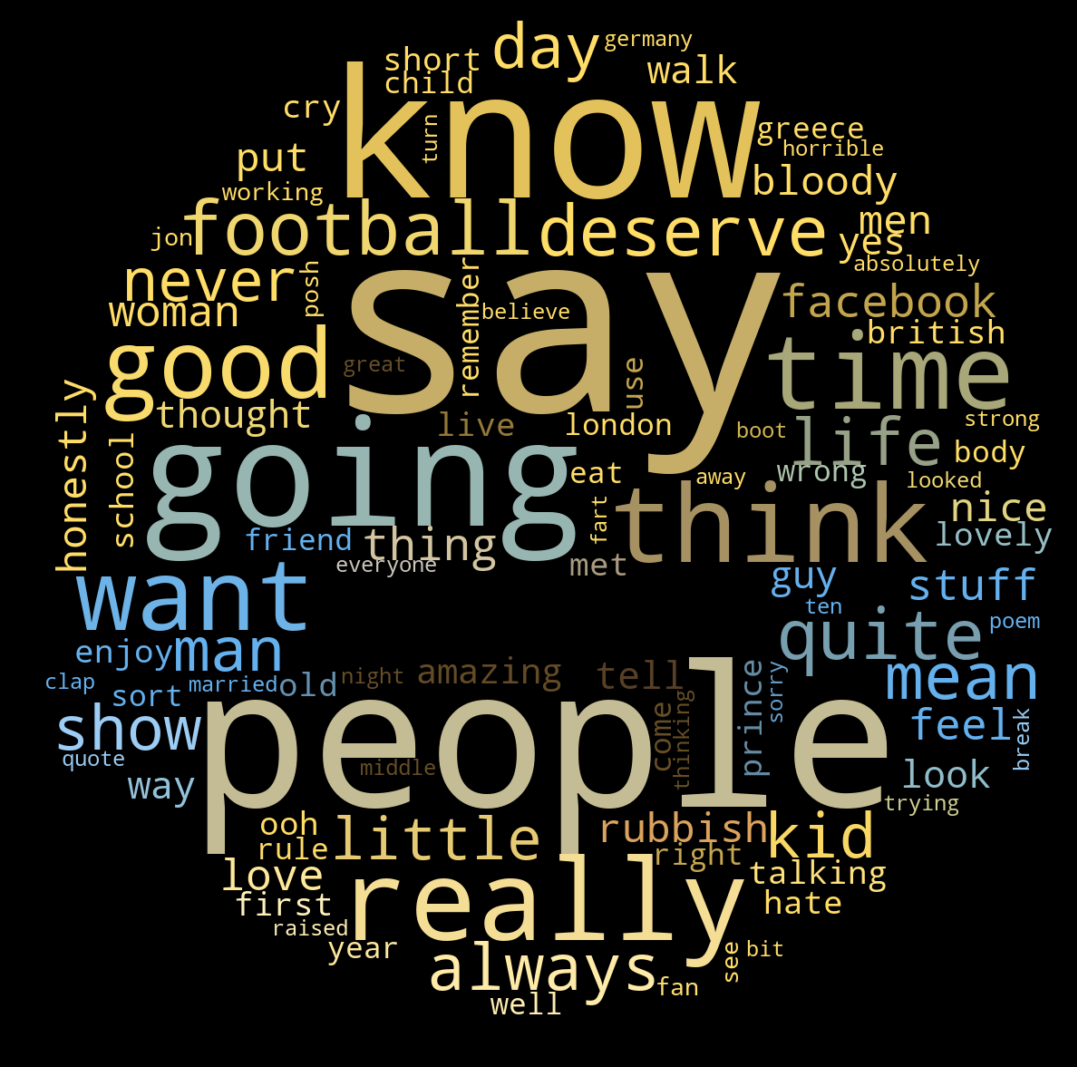 day
germany
short
walk
child
know
cry
turn
greece
put
horrible
working
bloody
football
deserve
men
jon
yes
never
posh
say
remember
absolutely
woman
believe
facebook
good
british
time
great
use
honestly
thought
live
london
boot
life
strong
school
going
eat
away
wrong
body
fart
think
looked
nice
friend
thing
lovely
everyone
met
want
guy
stuff
ten
quite
poem
enjoy
man
clap
sort
married
old
night
amazing
tell
prince
sorry
mean
show
people
come
thinking
feel
break
quote
middle
way
look
trying
ooh
little
rubbish
kid
rule
right
love
really
talking
first
hate
raised
year
always
see
bit
fan
well